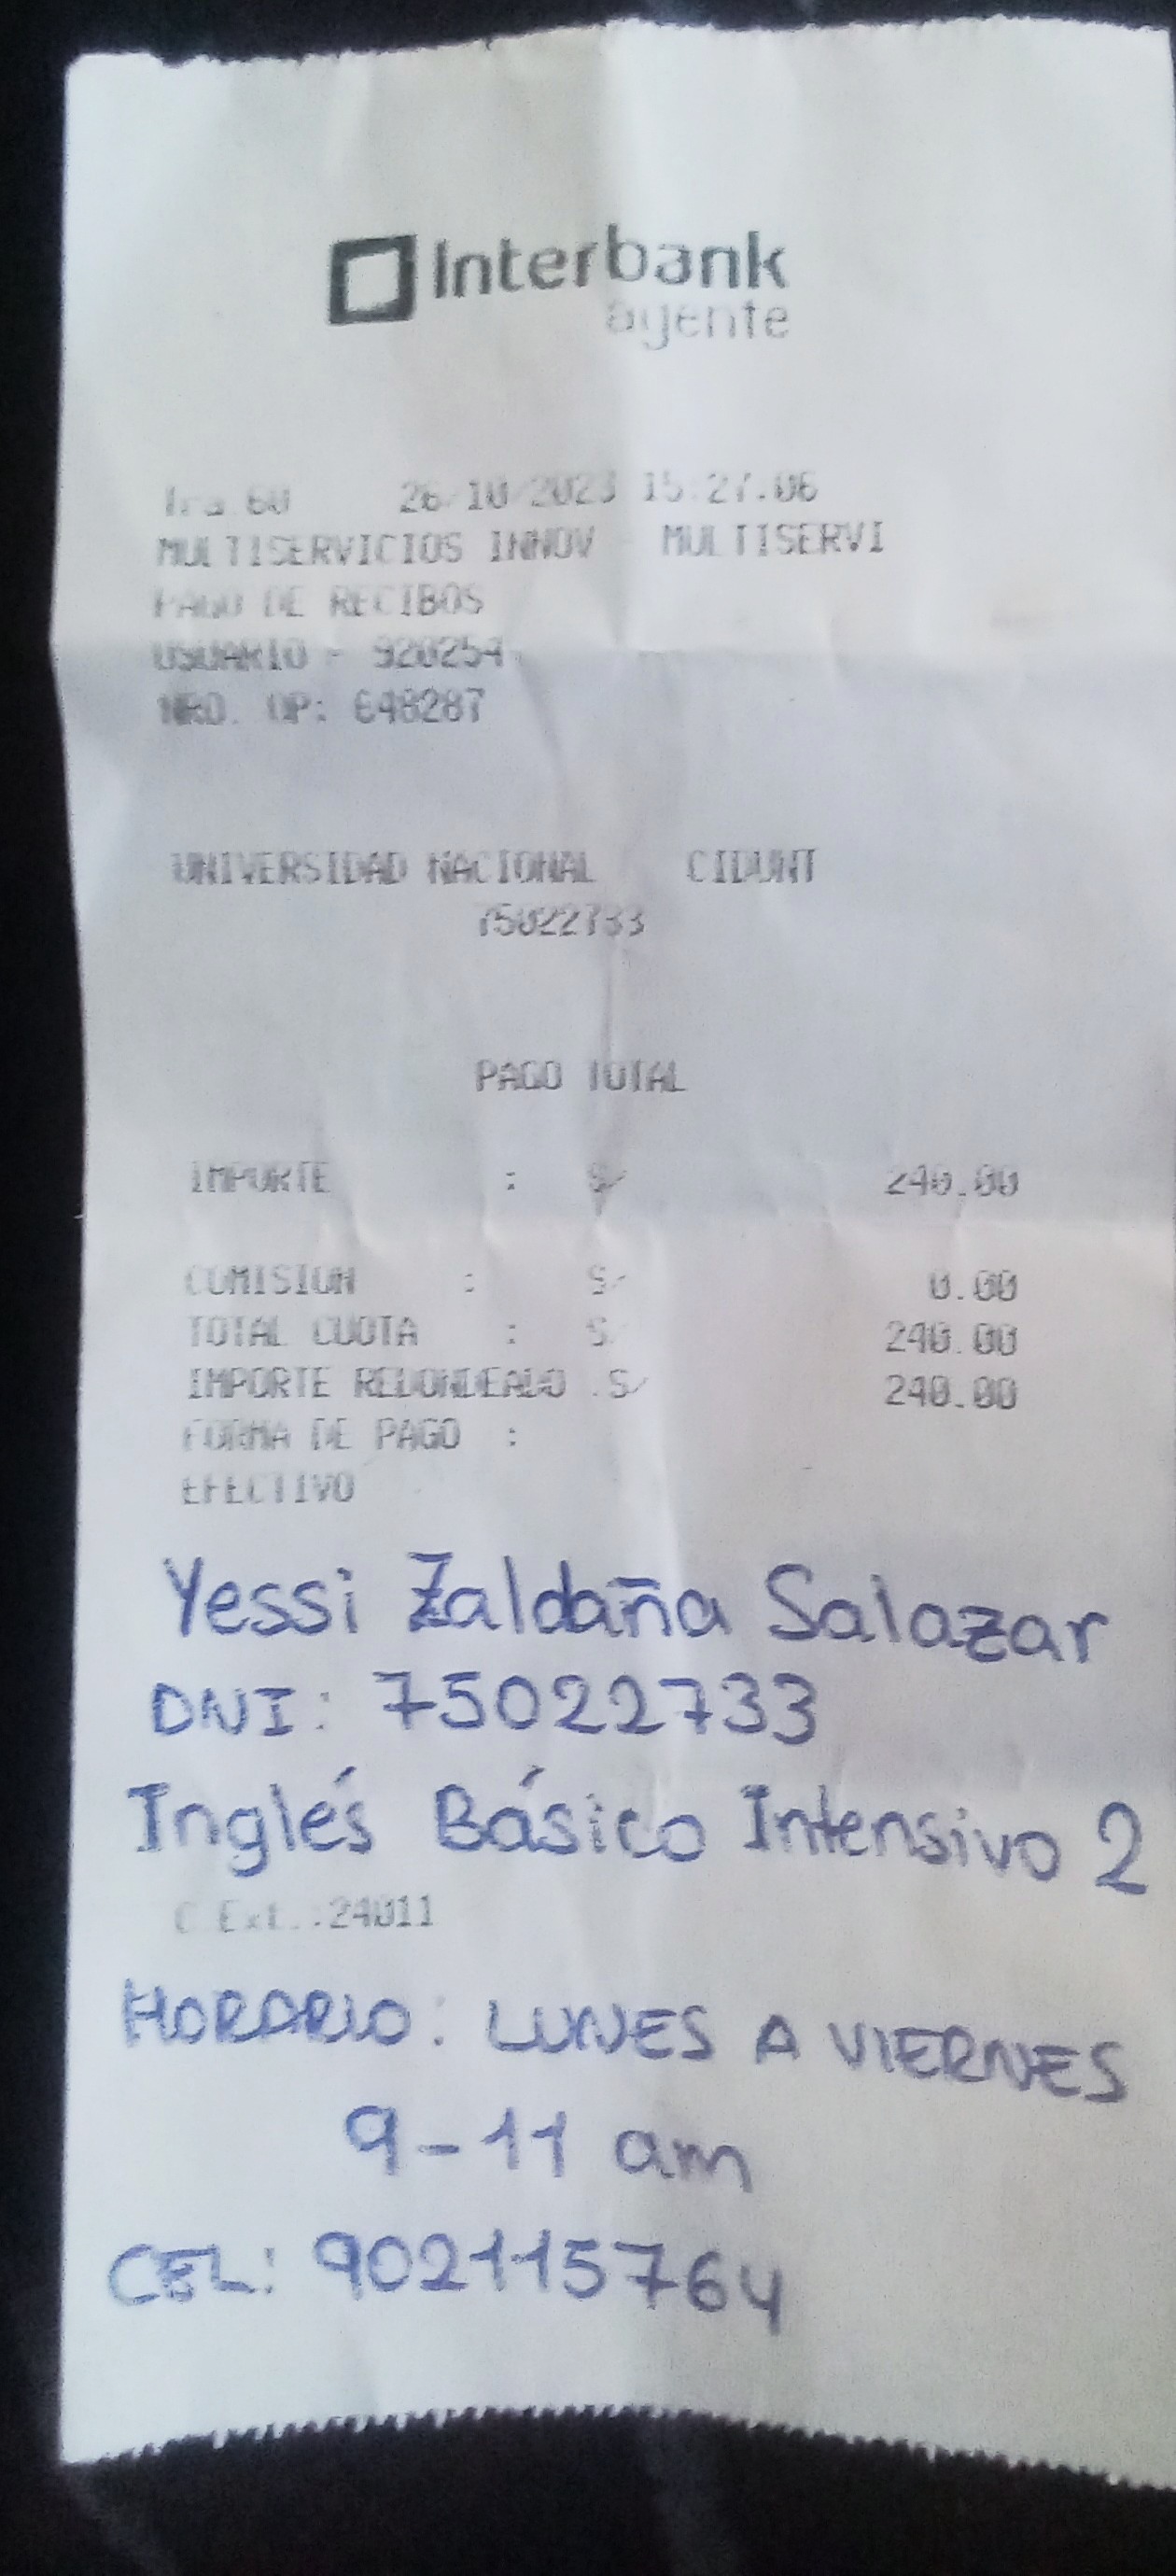 Interbank
agente
Tra.60 26/10/2023 15:27.06
MULTISERVICIOS INNOV MULTISERVI
PAGO DE RECIBOS
USUARIO - 920254
NRO. OP: 648287
UNIVERSIDAD NACIONAL CIDUNT
75022733
PAGO TOTAL
IMPORTE : S/ 240.00
COMISION : S/ 0.00
TOTAL CUOTA : S/ 240.00
IMPORTE REDONDEADO :S/ 240.00
FORMA DE PAGO :
EFECTIVO
Yessi Zaldaña Salazar
DNI: 75022733
Inglés Básico Intensivo 2
C.Ext.:24011
HORARIO: LUNES A VIERNES
9-11 am
CEL: 902115764